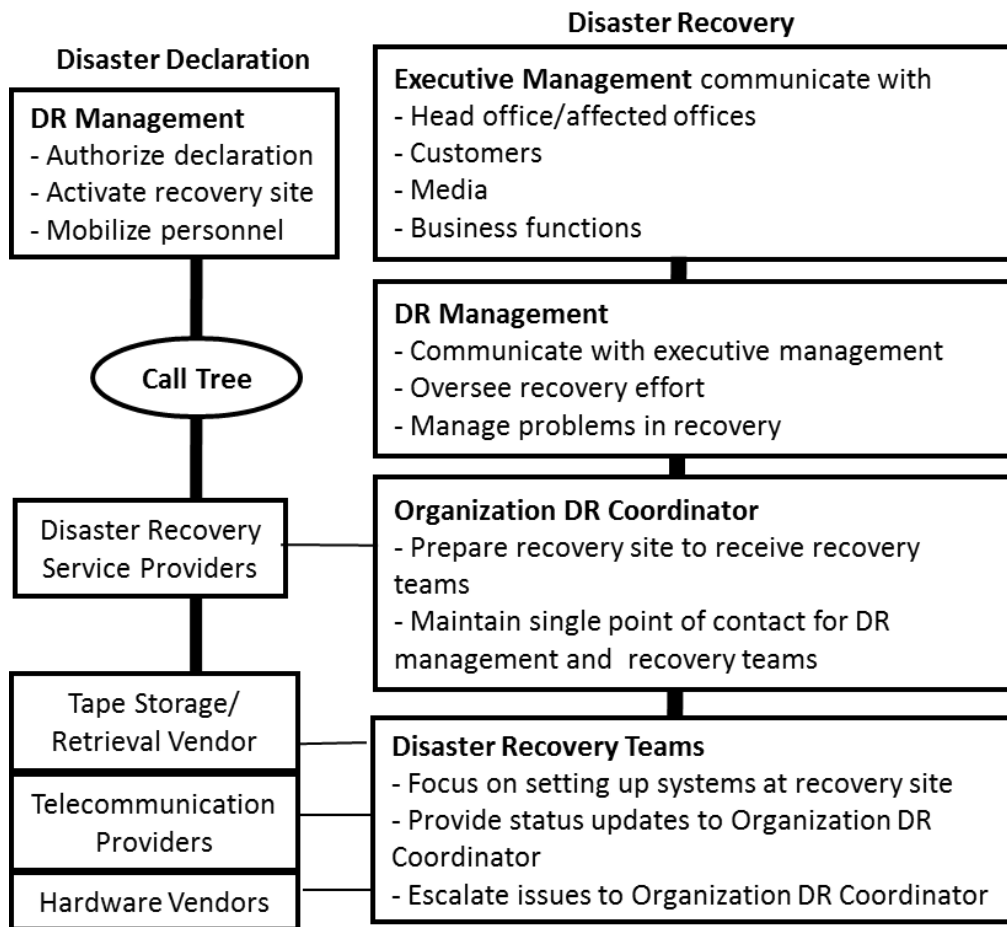 Disaster Declaration
DR Management
- Authorize declaration
- Activate recovery site
- Mobilize personnel
Call Tree
Disaster Recovery
Service Providers
Tape Storage/
Retrieval Vendor
Telecommunication
Providers
Hardware Vendors
Disaster Recovery
Executive Management communicate with
- Head office/affected offices
- Customers
- Media
- Business functions
DR Management
- Communicate with executive management
- Oversee recovery effort
- Manage problems in recovery
Organization DR Coordinator
- Prepare recovery site to receive recovery
teams
- Maintain single point of contact for DR
management and recovery teams
Disaster Recovery Teams
- Focus on setting up systems at recovery site
- Provide status updates to Organization DR
Coordinator
- Escalate issues to Organization DR Coordinator